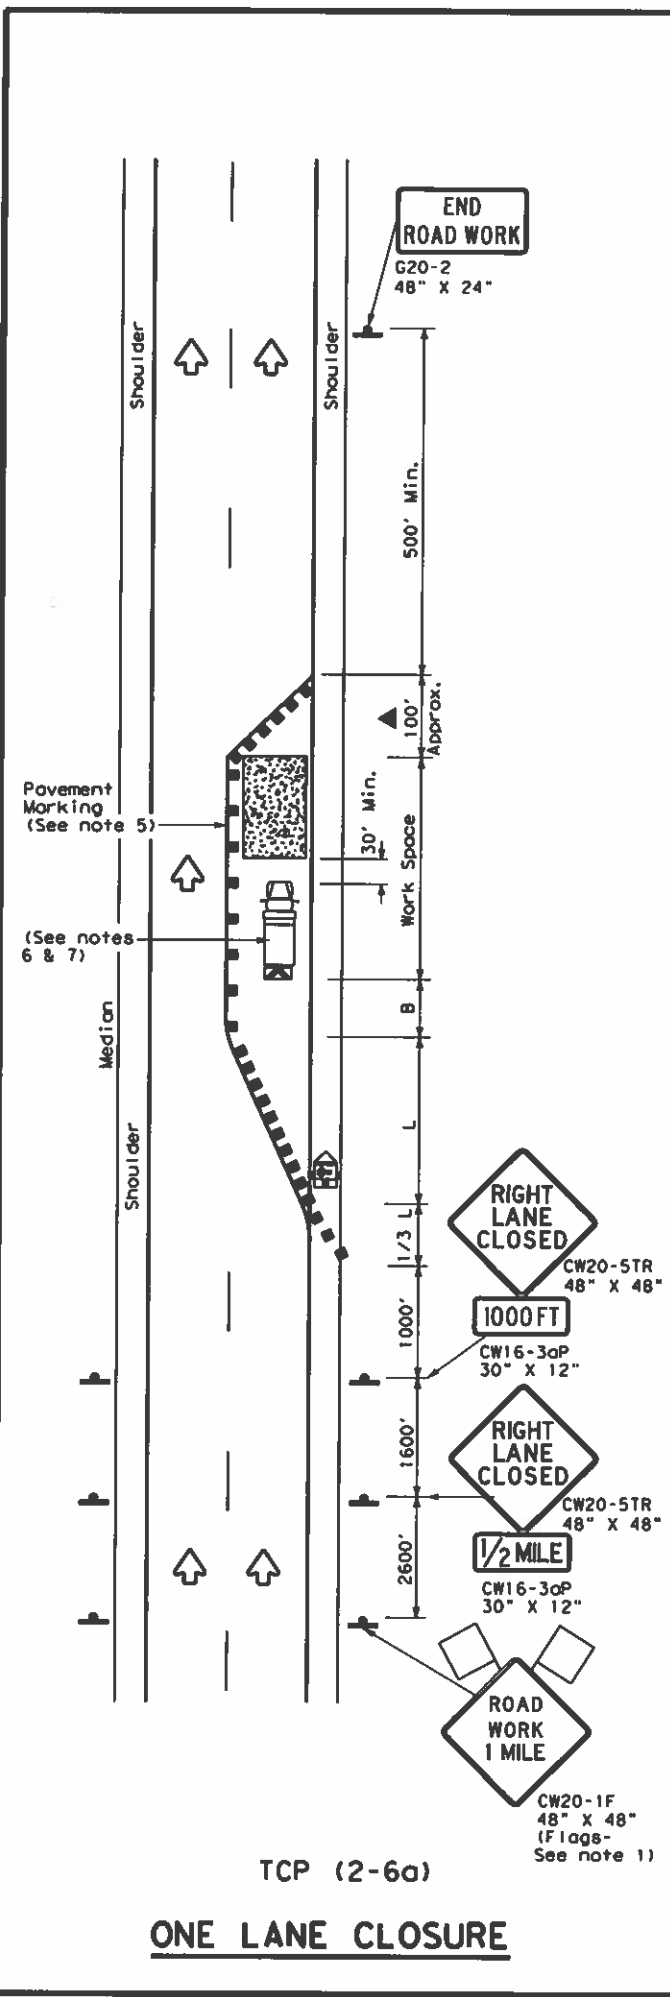 END
ROAD WORK
G20-2
48" X 24"
Shoulder
Shoulder
500' Min.
100'
Approx.
30' Min.
Work Space
Pavement
Marking
(See note 5)
(See notes
6 & 7)
B
Median
L
Shoulder
1/3 L
RIGHT
LANE
CLOSED
CW20-5TR
48" X 48"
1000 FT
CW16-3aP
30" X 12"
1000'
1600'
RIGHT
LANE
CLOSED
CW20-5TR
48" X 48"
1/2 MILE
CW16-3aP
30" X 12"
2600'
ROAD
WORK
1 MILE
CW20-1F
48" X 48"
(Flags-
See note 1)
TCP (2-6a)
ONE LANE CLOSURE